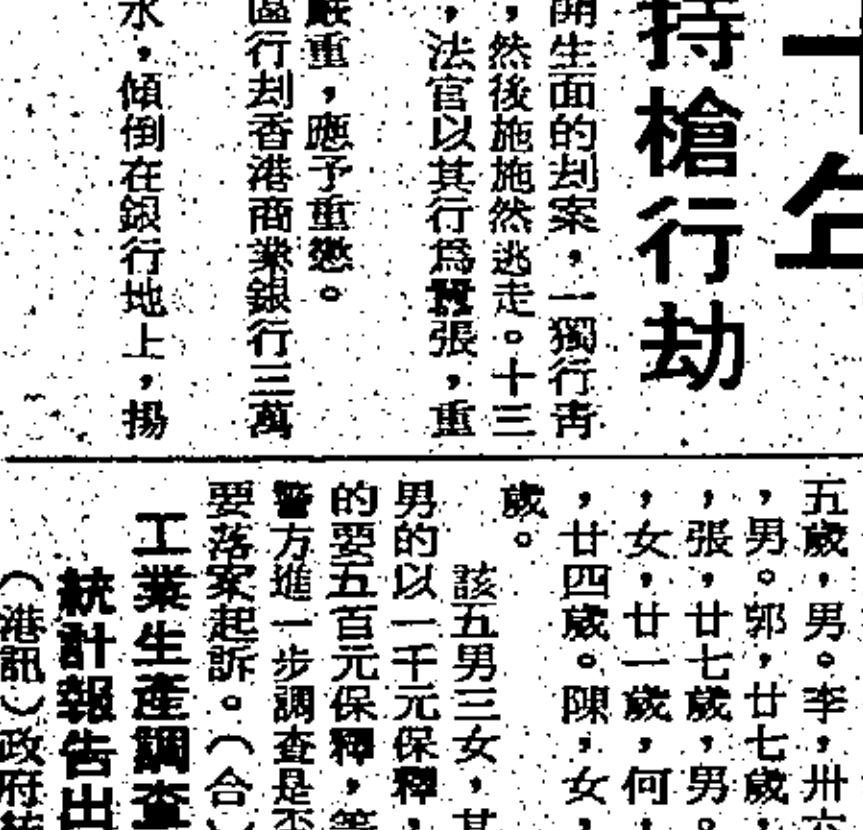 十年
持槍行劫
開生面的刦案，一獨行青
，然後施施然逃走。十三
，法官以其行爲囂張，重
嚴重，應予重懲。
區行刦香港商業銀行三萬
水，傾倒在銀行地上，揚
五歲，男。李，卅六
，男。郭，廿七歲，
，張，廿七歲，男。
，女，廿一歲，何，
，廿四歲。陳，女，
歲。
該五男三女，其
男的以一千元保釋，
的要五百元保釋，等
警方進一步調查是否
要落案起訴。（合）
工業生產調查
統計報告出
（港訊）政府統